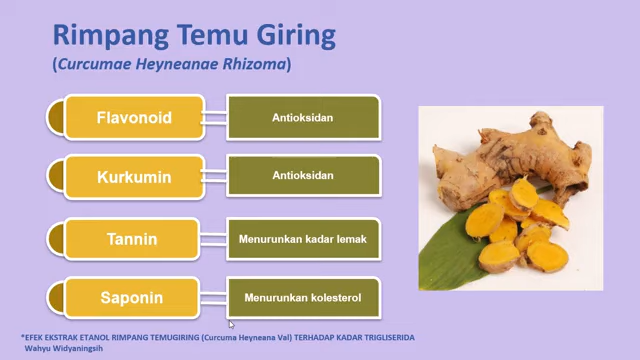 Rimpang Temu Giring
(Curcumae Heyneanae Rhizoma)
Flavonoid
Antioksidan
Kurkumin
Antioksidan
Tannin
Menurunkan kadar lemak
Saponin
Menurunkan kolesterol
*EFEK EKSTRAK ETANOL RIMPANG TEMUGIRING (Curcuma Heyneana Val) TERHADAP KADAR TRIGLISERIDA
Wahyu Widyaningsih